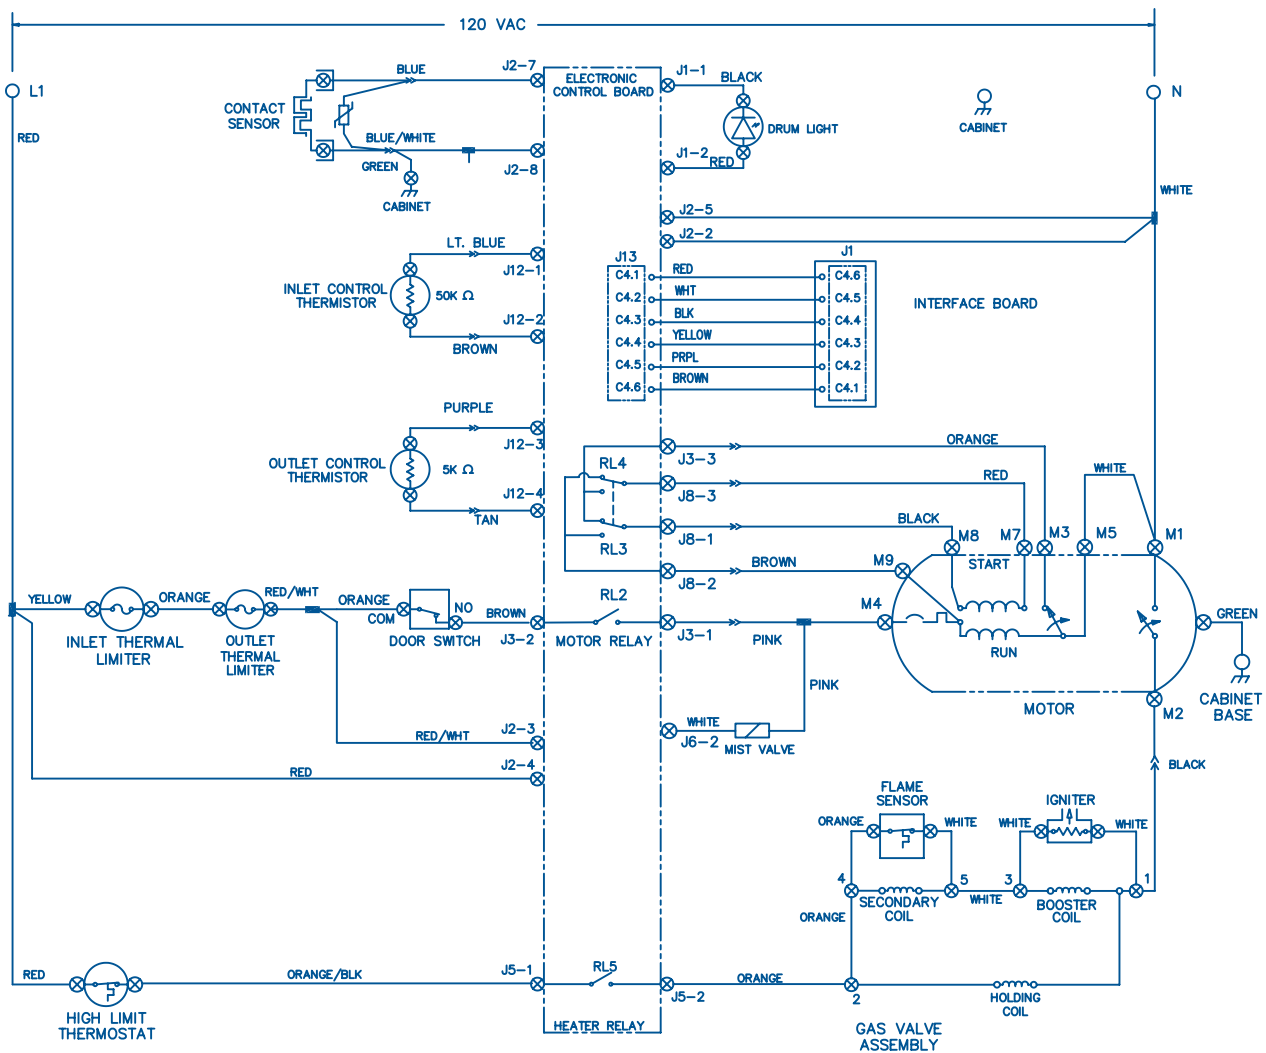 120 VAC
L1
RED
CONTACT
SENSOR
BLUE
BLUE/WHITE
GREEN
CABINET
J2-7
J2-8
ELECTRONIC
CONTROL BOARD
J1-1
BLACK
DRUM LIGHT
J1-2
RED
CABINET
N
WHITE
J2-5
J2-2
LT. BLUE
J12-1
INLET CONTROL
THERMISTOR
50K Ω
J12-2
BROWN
J13
C4.1
C4.2
C4.3
C4.4
C4.5
C4.6
RED
WHT
BLK
YELLOW
PRPL
BROWN
J1
C4.6
C4.5
C4.4
C4.3
C4.2
C4.1
INTERFACE BOARD
PURPLE
J12-3
OUTLET CONTROL
THERMISTOR
5K Ω
J12-4
TAN
RL4
RL3
J3-3
ORANGE
J8-3
RED
J8-1
BLACK
J8-2
BROWN
WHITE
M8
M7
M3
M5
M1
START
M9
M4
RUN
MOTOR
M2
GREEN
CABINET
BASE
YELLOW
INLET THERMAL
LIMITER
ORANGE
OUTLET
THERMAL
LIMITER
RED/WHT
ORANGE
COM
NO
DOOR SWITCH
BROWN
J3-2
RL2
MOTOR RELAY
J3-1
PINK
PINK
WHITE
J6-2
MIST VALVE
RED/WHT
J2-3
RED
J2-4
BLACK
FLAME
SENSOR
ORANGE
WHITE
IGNITER
WHITE
WHITE
4
5
3
1
SECONDARY
COIL
WHITE
BOOSTER
COIL
ORANGE
RED
HIGH LIMIT
THERMOSTAT
ORANGE/BLK
J5-1
RL5
HEATER RELAY
J5-2
ORANGE
2
HOLDING
COIL
GAS VALVE
ASSEMBLY